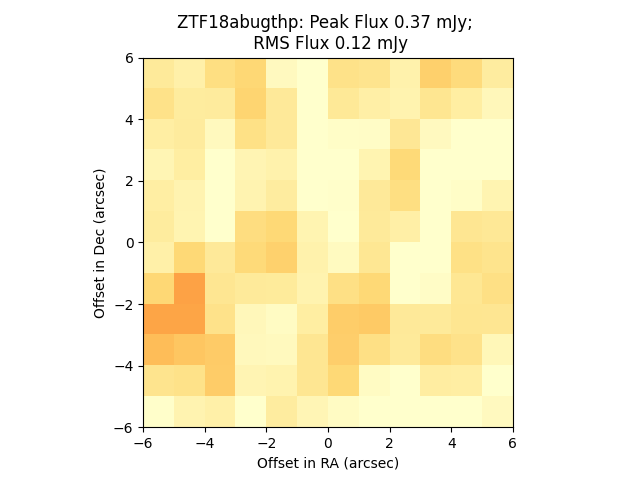 ZTF18abugthp: Peak Flux 0.37 mJy;
RMS Flux 0.12 mJy
6
4
2
0
−2
−4
−6
Offset in Dec (arcsec)
−6 −4 −2 0 2 4 6
Offset in RA (arcsec)